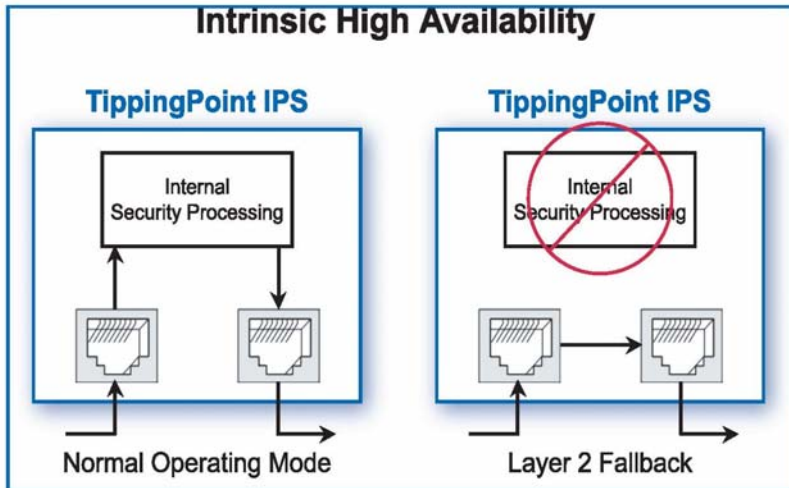 Intrinsic High Availability
TippingPoint IPS
Internal
Security Processing
Normal Operating Mode
TippingPoint IPS
Internal
Security Processing
Layer 2 Fallback